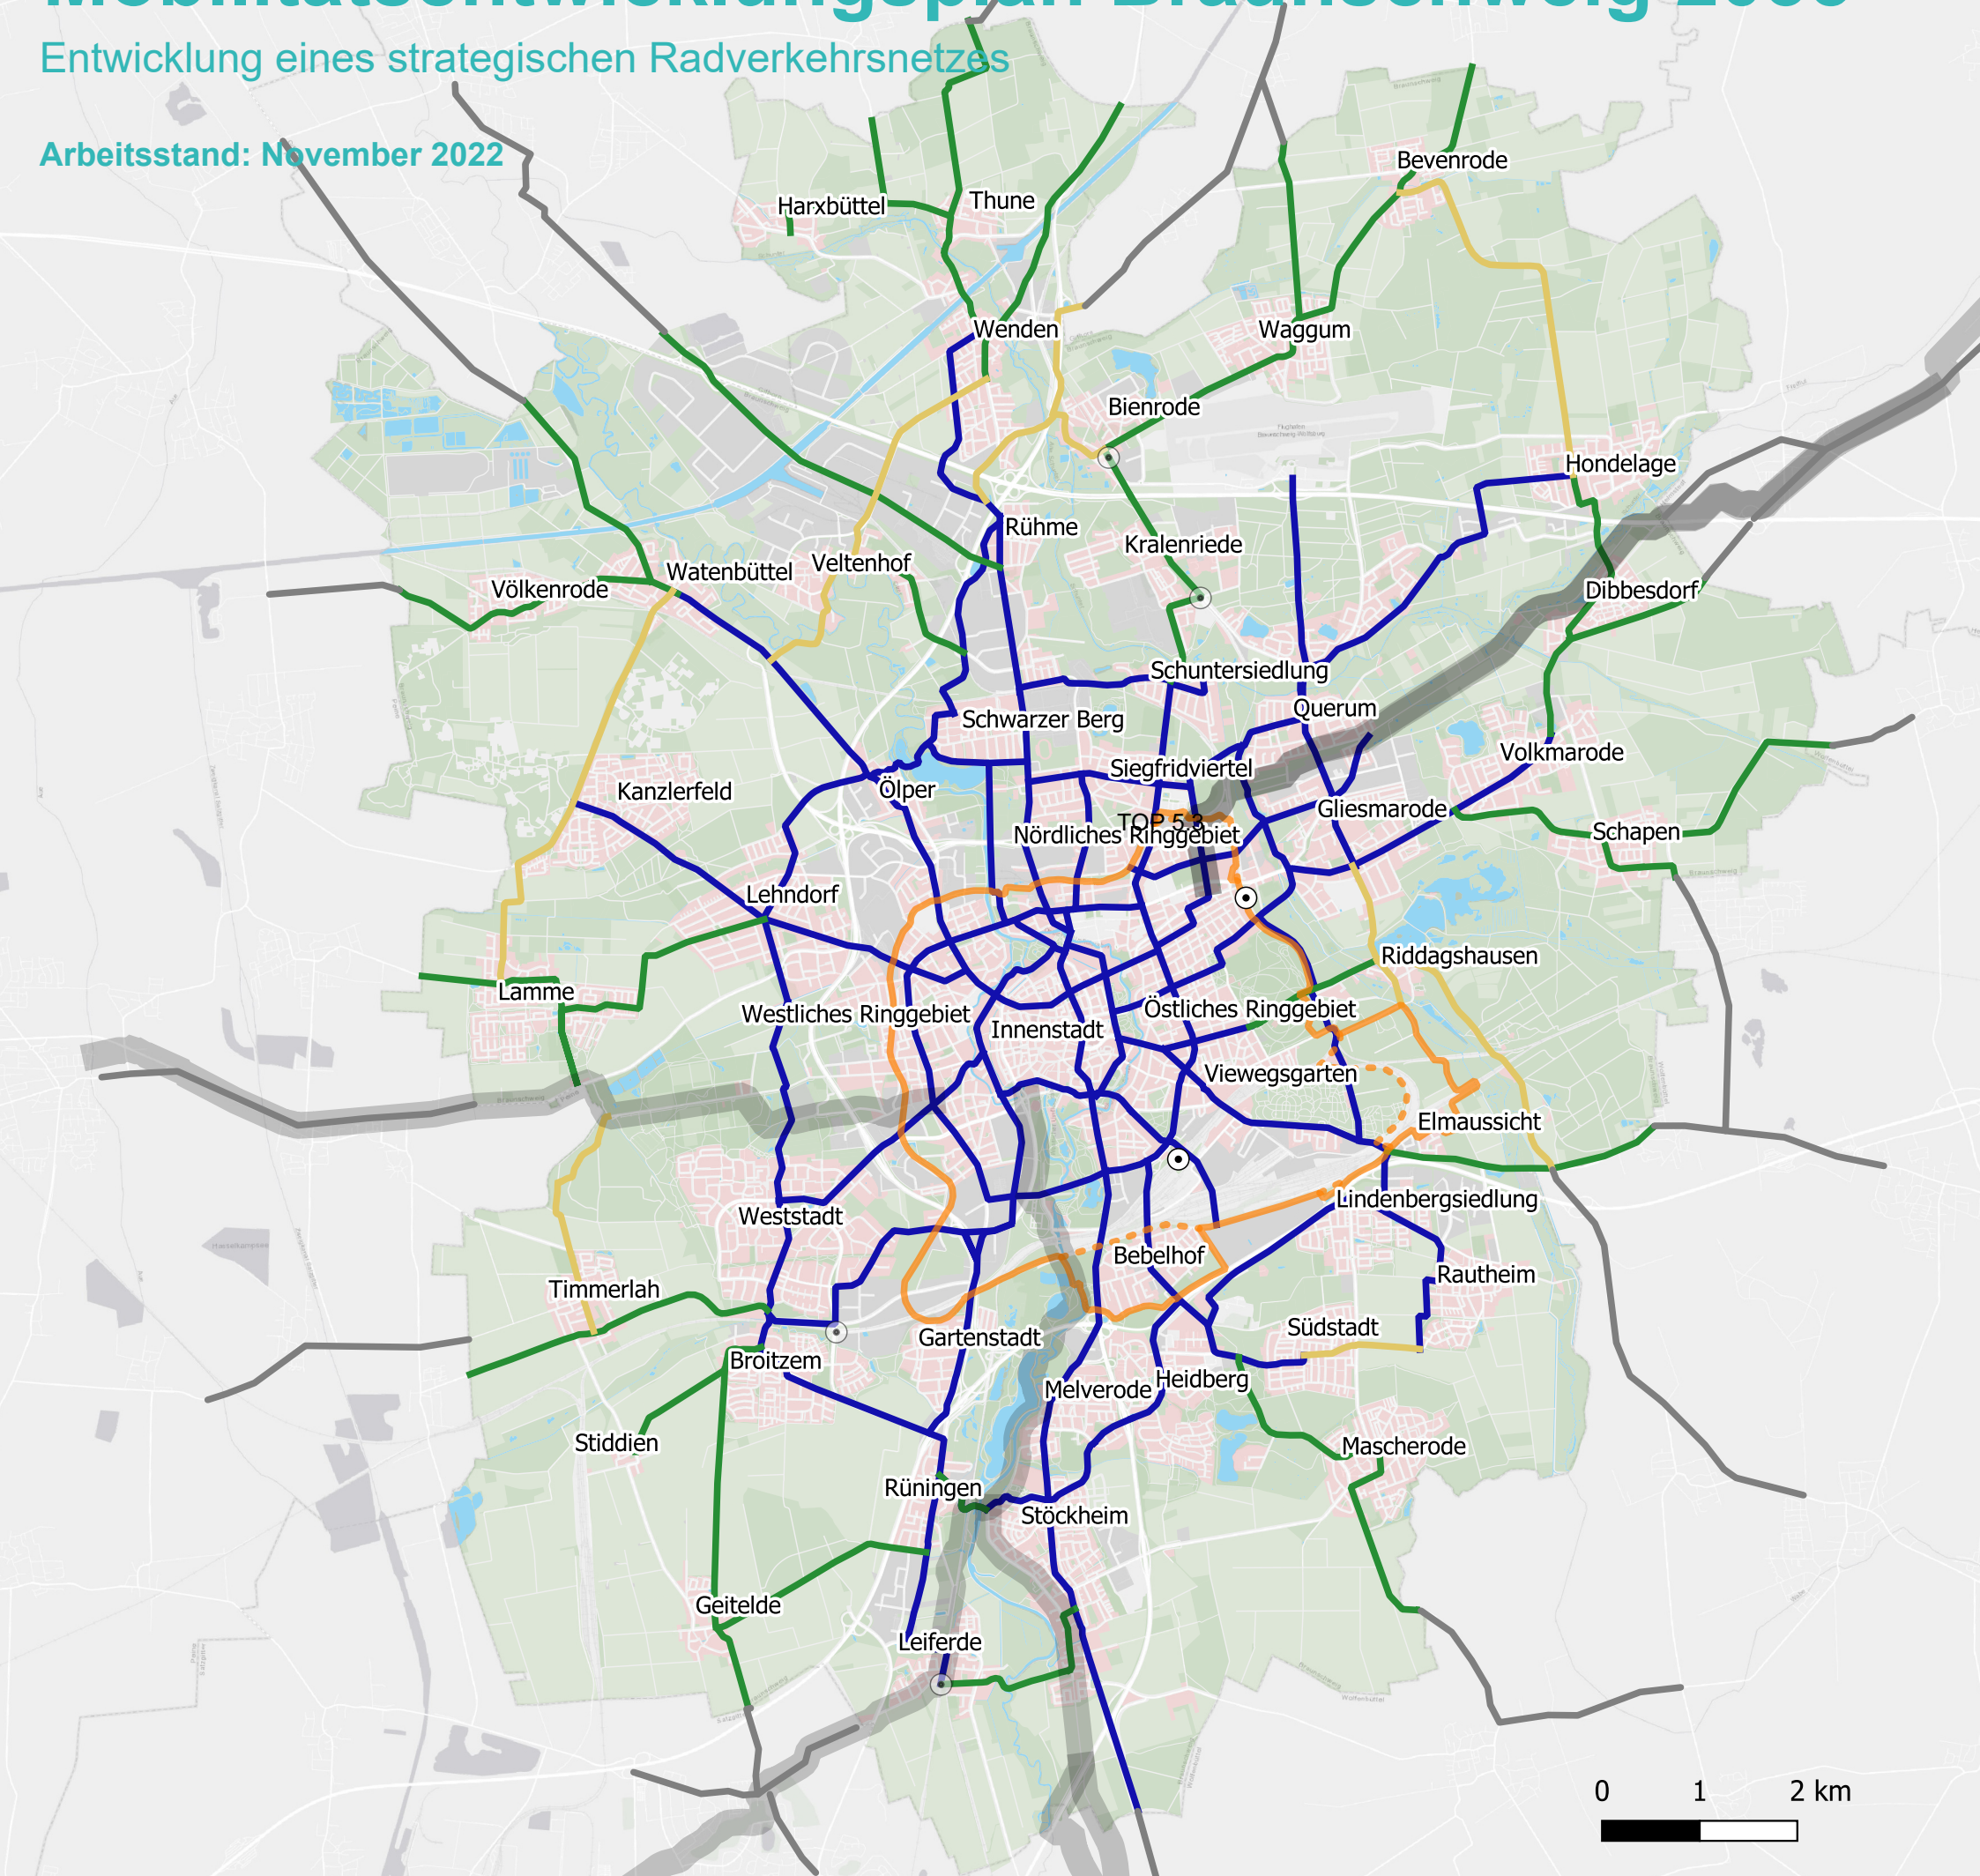 Mobilitätsentwicklungsplan Braunschweig
Entwicklung eines strategischen Radverkehrsnetzes
Arbeitsstand: November 2022
Bevenrode
Harxbüttel
Thune
Wenden
Waggum
Bienrode
Hondelage
Rühme
Kralenriede
Veltenhof
Watenbüttel
Völkenrode
Dibbesdorf
Schuntersiedlung
Querum
Schwarzer Berg
Volkmarode
Siegfridviertel
Kanzlerfeld
Ölper
Gliesmarode
TOP 5.3
Nördliches Ringgebiet
Schapen
Lehndorf
Riddagshausen
Lamme
Westliches Ringgebiet
Östliches Ringgebiet
Innenstadt
Viewegsgarten
Elmaussicht
Lindenbergsiedlung
Weststadt
Bebelhof
Rautheim
Timmerlah
Südstadt
Gartenstadt
Broitzem
Heidberg
Melverode
Stiddien
Mascherode
Rüningen
Stöckheim
Geitelde
Leiferde
0 1 2 km